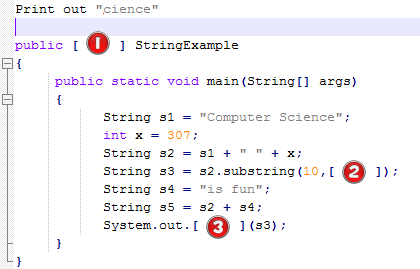 Print out "cience"
public [ 1 ] StringExample
{
public static void main(String[] args)
{
String s1 = "Computer Science";
int x = 307;
String s2 = s1 + " " + x;
String s3 = s2.substring(10,[ 2 ]);
String s4 = "is fun";
String s5 = s2 + s4;
System.out.[ 3 ](s3);
}
}